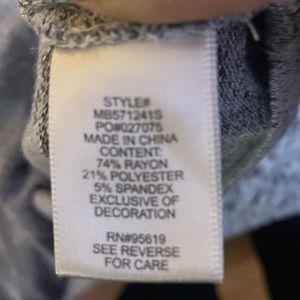 STYLE#
MB571241S
PO#027075
MADE IN CHINA
CONTENT:
74% RAYON
21% POLYESTER
5% SPANDEX
EXCLUSIVE OF
DECORATION
RN#95619
SEE REVERSE
FOR CARE